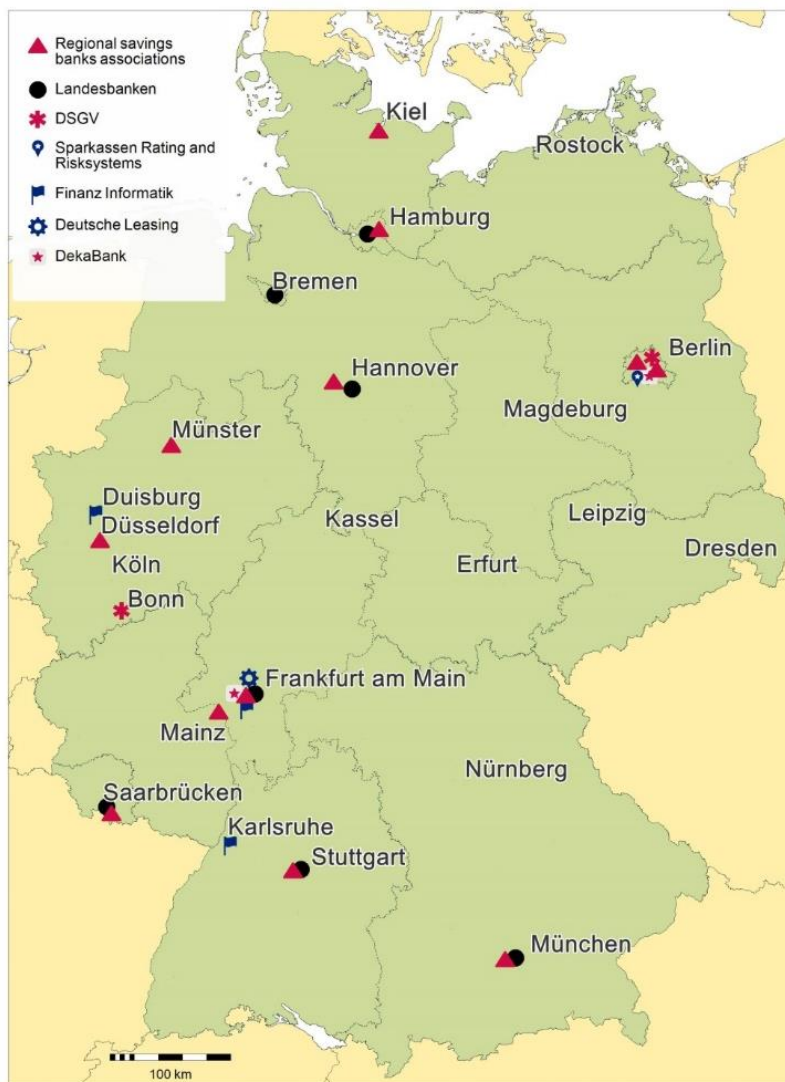 Regional savings
banks associations
Landesbanken
DSGV
Sparkassen Rating and
Risksystems
Finanz Informatik
Deutsche Leasing
DekaBank
Kiel
Rostock
Hamburg
Bremen
Berlin
Hannover
Magdeburg
Münster
Duisburg
Düsseldorf
Kassel
Leipzig
Dresden
Köln
Erfurt
Bonn
Frankfurt am Main
Mainz
Nürnberg
Saarbrücken
Karlsruhe
Stuttgart
München
100 km